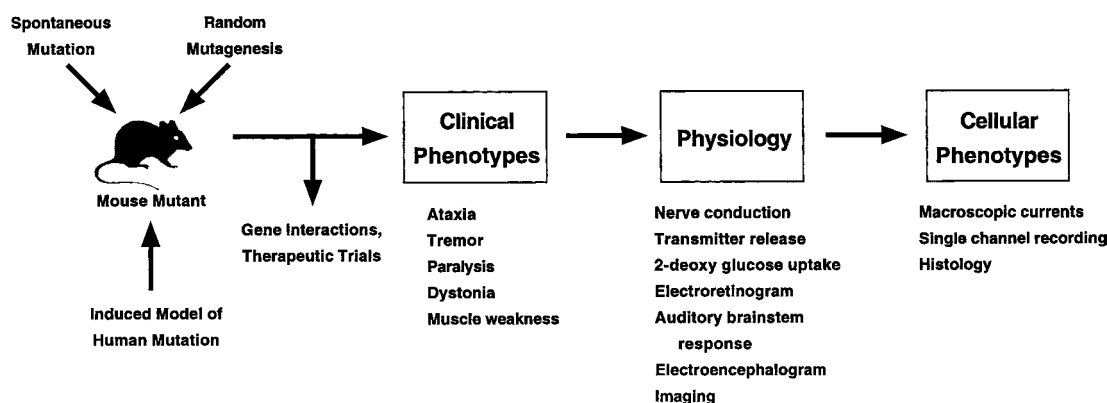 Spontaneous
Mutation
Random
Mutagenesis
Mouse Mutant
Induced Model of
Human Mutation
Gene Interactions,
Therapeutic Trials
Clinical
Phenotypes
Ataxia
Tremor
Paralysis
Dystonia
Muscle weakness
Physiology
Nerve conduction
Transmitter release
2-deoxy glucose uptake
Electroretinogram
Auditory brainstem
response
Electroencephalogram
Imaging
Cellular
Phenotypes
Macroscopic currents
Single channel recording
Histology